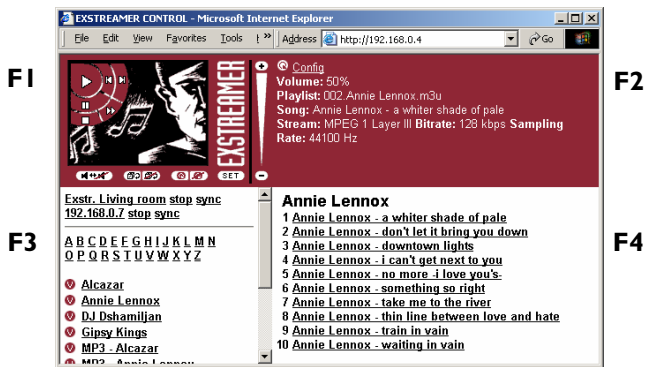 EXSTREAMER CONTROL - Microsoft Internet Explorer
File Edit View Favorites Tools » Address http://192.168.0.4 Go
F1
EXSTREAMER
SET
F2
Config
Volume: 50%
Playlist: 002.Annie Lennox.m3u
Song: Annie Lennox - a whiter shade of pale
Stream: MPEG 1 Layer III Bitrate: 128 kbps Sampling
Rate: 44100 Hz
F3
Exstr. Living room stop sync
192.168.0.7 stop sync
A B C D E F G H I J K L M N
O P Q R S T U V W X Y Z
Alcazar
Annie Lennox
DJ Dshamiljan
Gipsy Kings
MP3 - Alcazar
MP3 - Annie Lennox
F4
Annie Lennox
1 Annie Lennox - a whiter shade of pale
2 Annie Lennox - don't let it bring you down
3 Annie Lennox - downtown lights
4 Annie Lennox - i can't get next to you
5 Annie Lennox - no more -i love you's-
6 Annie Lennox - something so right
7 Annie Lennox - take me to the river
8 Annie Lennox - thin line between love and hate
9 Annie Lennox - train in vain
10 Annie Lennox - waiting in vain